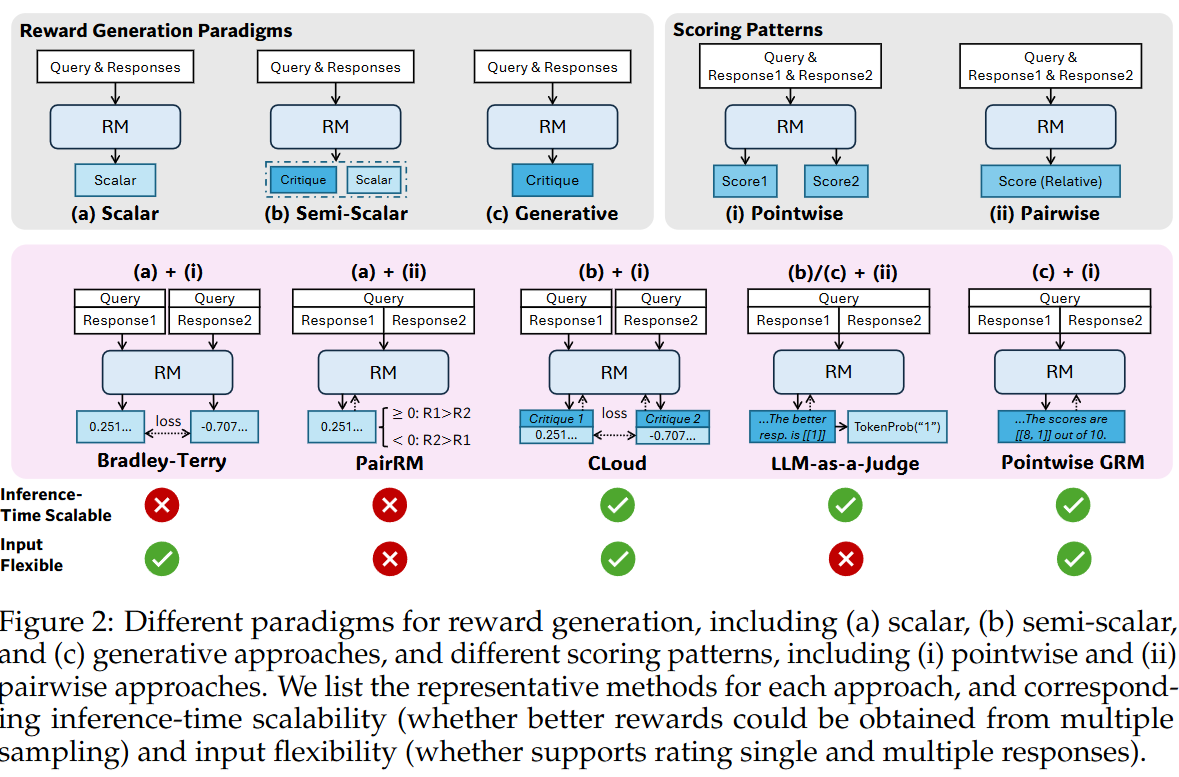 Reward Generation Paradigms
Query & Responses
RM
Scalar
(a) Scalar
Query & Responses
RM
Critique
Scalar
(b) Semi-Scalar
Query & Responses
RM
Critique
(c) Generative
Scoring Patterns
Query &
Response1 & Response2
RM
Score1
Score2
(i) Pointwise
Query &
Response1 & Response2
RM
Score (Relative)
(ii) Pairwise
(a) + (i)
Query
Query
Response1
Response2
RM
0.251...
loss
-0.707...
Bradley-Terry
(a) + (ii)
Query
Response1
Response2
RM
0.251...
≥ 0: R1>R2
< 0: R2>R1
PairRM
(b) + (i)
Query
Query
Response1
Response2
RM
Critique 1
0.251...
loss
Critique 2
-0.707...
CLoud
(b)/(c) + (ii)
Query
Response1
Response2
RM
...The better
resp. is [[1]]
TokenProb(“1”)
LLM-as-a-Judge
(c) + (i)
Query
Response1
Response2
RM
...The scores are
[[8, 1]] out of 10.
Pointwise GRM
Inference-
Time Scalable
Input
Flexible
Figure 2: Different paradigms for reward generation, including (a) scalar, (b) semi-scalar,
and (c) generative approaches, and different scoring patterns, including (i) pointwise and (ii)
pairwise approaches. We list the representative methods for each approach, and correspond-
ing inference-time scalability (whether better rewards could be obtained from multiple
sampling) and input flexibility (whether supports rating single and multiple responses).